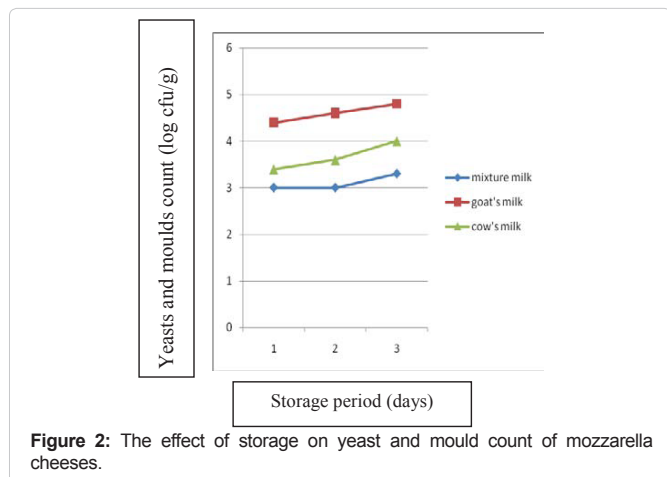 Yeasts and moulds count (log cfu/g)
6
5
4
3
2
1
0
1 2 3
mixture milk
goat's milk
cow's milk
Storage period (days)
Figure 2: The effect of storage on yeast and mould count of mozzarella
cheeses.